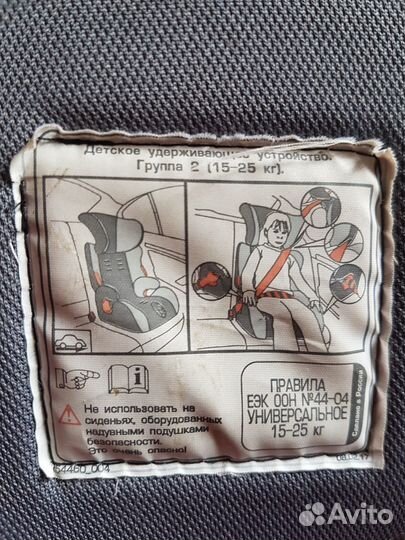 Детское удерживающее устройство.
Группа 2 (15-25 кг).
i
Не использовать на
сиденьях, оборудованных
надувными подушками
безопасности.
Это очень опасно!
ПРАВИЛА
ЕЭК ООН №44-04
УНИВЕРСАЛЬНОЕ
15-25 кг
Сделано в России
Avito